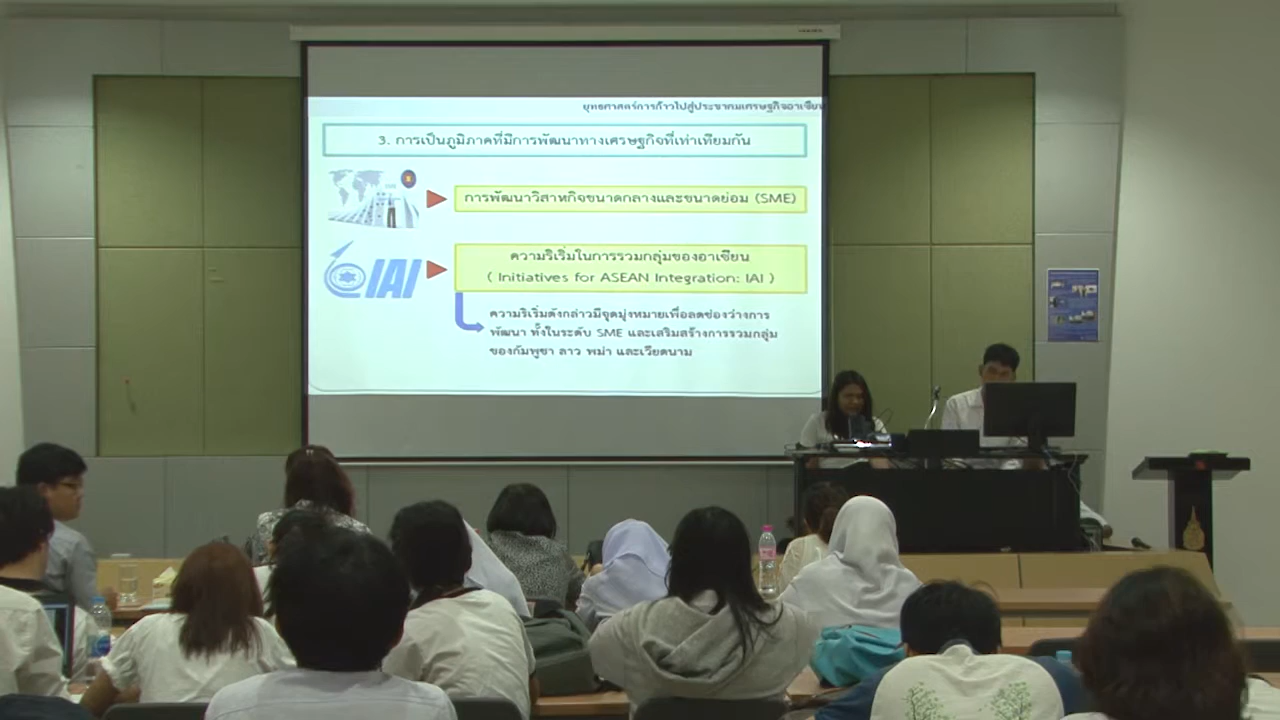 ยุทธศาสตร์การก้าวไปสู่ประชาคมเศรษฐกิจอาเซียน
3. การเป็นภูมิภาคที่มีการพัฒนาทางเศรษฐกิจที่เท่าเทียมกัน
การพัฒนาวิสาหกิจขนาดกลางและขนาดย่อม (SME)
IAI
ความริเริ่มในการรวมกลุ่มของอาเซียน
( Initiatives for ASEAN Integration: IAI )
ความริเริ่มดังกล่าวมีจุดมุ่งหมายเพื่อลดช่องว่างการ
พัฒนา ทั้งในระดับ SME และเสริมสร้างการรวมกลุ่ม
ของกัมพูชา ลาว พม่า และเวียดนาม